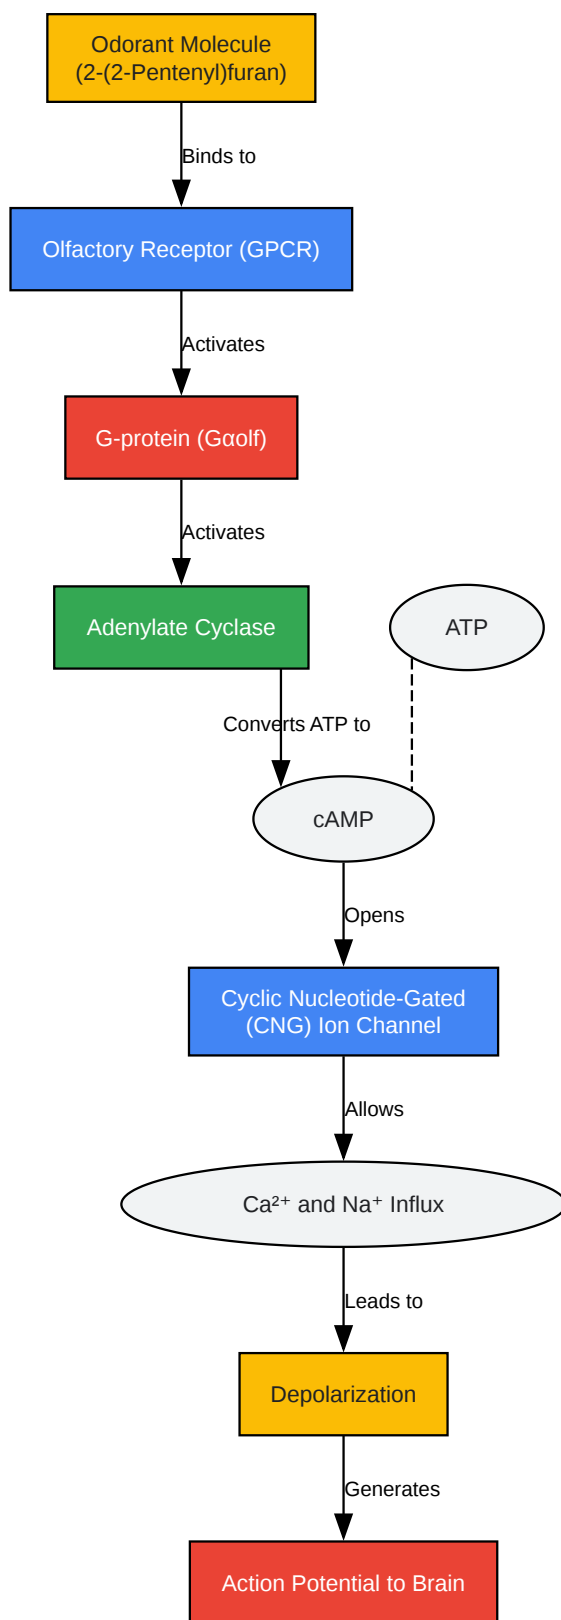 Odorant Molecule
(2-(2-Pentenyl)furan)
Binds to
Olfactory Receptor (GPCR)
Activates
G-protein (Gαolf)
Activates
Adenylate Cyclase
ATP
Converts ATP to
cAMP
Opens
Cyclic Nucleotide-Gated
(CNG) Ion Channel
Allows
Ca²⁺ and Na⁺ Influx
Leads to
Depolarization
Generates
Action Potential to Brain